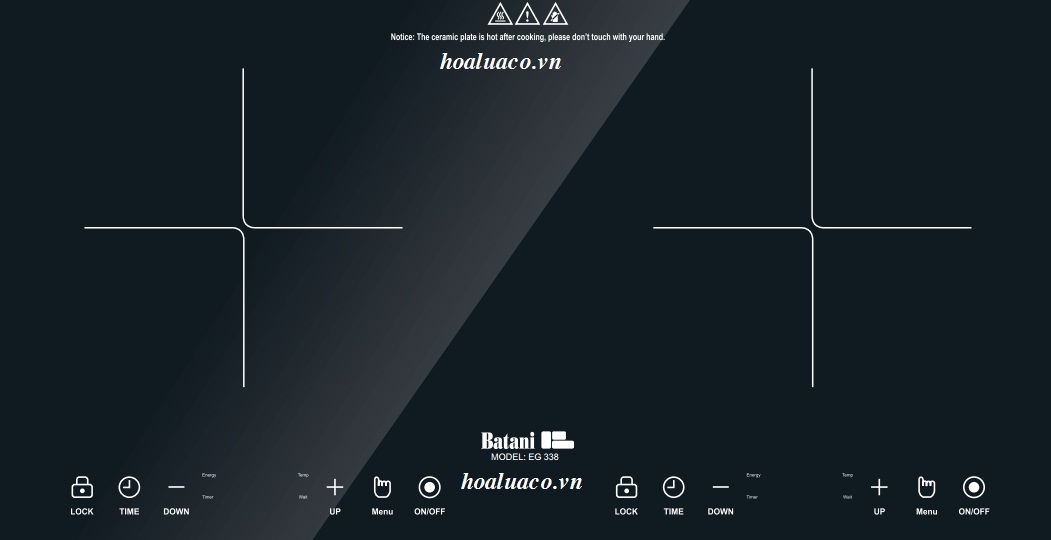 Notice: The ceramic plate is hot after cooking, please don't touch with your hand.
hoaluaco.vn
Batani
MODEL: EG 338
hoaluaco.vn
Energy Temp
Timer Wait
LOCK TIME DOWN UP Menu ON/OFF
Energy Temp
Timer Wait
LOCK TIME DOWN UP Menu ON/OFF